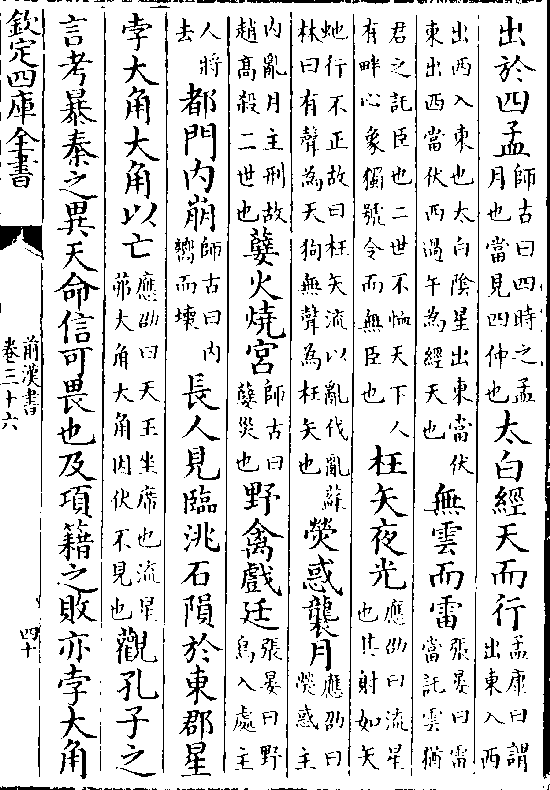 出於四孟師古曰四時之孟月也當見四仲也太白經天而行孟康曰謂出東入西
出西入東也太白陰星出東當伏東出西當伏西過午為經天也無雲而雷張晏曰雷當託雲猶
君之託臣也二世不恤天下人有畔心象獨號令而無臣也枉矢夜光應劭曰流星也其射如矢
虵行不正故曰枉矢流以亂伐亂蘇林曰有聲為天狗無聲為枉矢也熒惑襲月應劭曰熒惑主
内亂月主刑故趙髙殺二世也孽火燒宮師古曰孽災也野禽戲廷張晏曰野鳥入處主
人將去都門内崩師古曰内嚮而壊長人見臨洮石隕於東郡星
孛大角大角以亡應劭曰天王坐席也流星茀大角大角因伏不見也觀孔子之
言考暴秦之異天命信可畏也及項籍之敗亦孛大角
欽定四庫全書
前漢書
卷三十六
四十